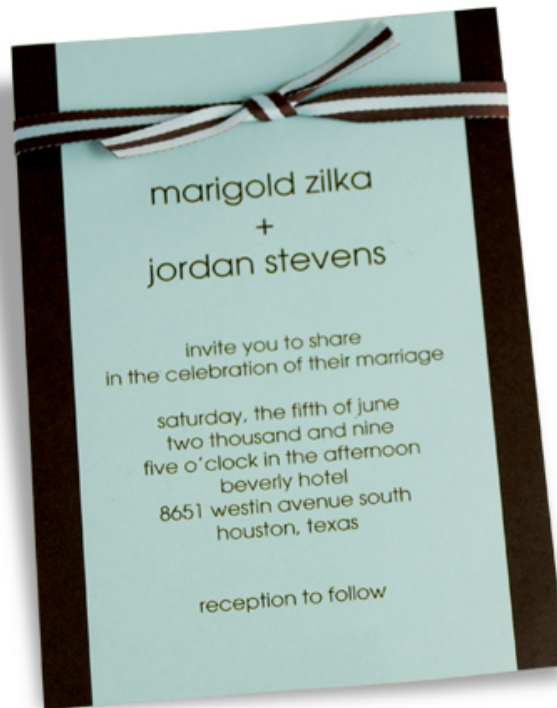 marigold zilka
+
jordan stevens
invite you to share
in the celebration of their marriage
saturday, the fifth of june
two thousand and nine
five o'clock in the afternoon
beverly hotel
8651 westin avenue south
houston, texas
reception to follow